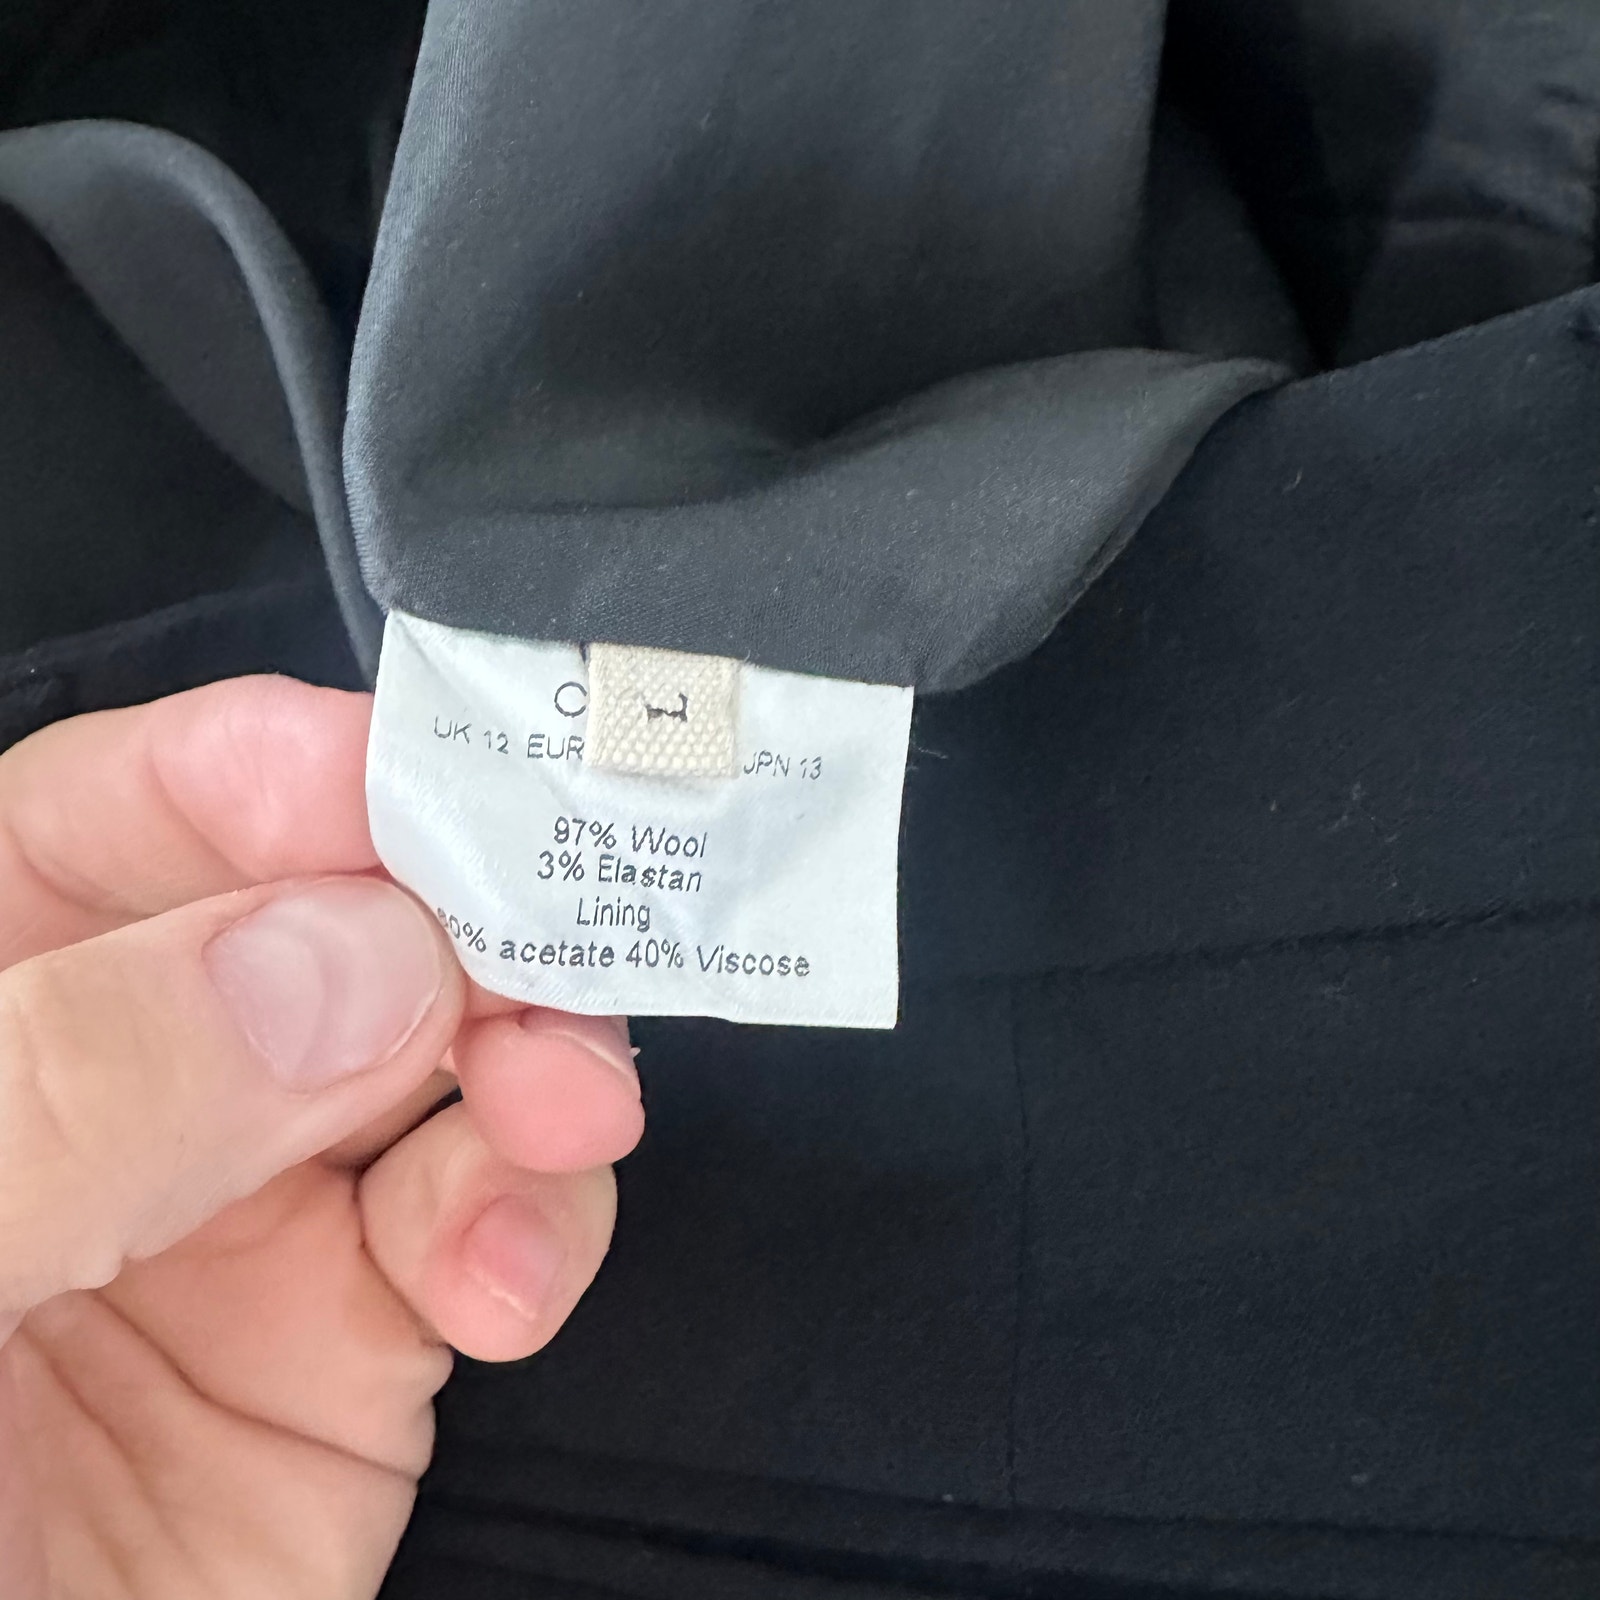 C
L
UK 12 EUR JPN 13
97% Wool
3% Elastan
Lining
acetate 40% Viscose